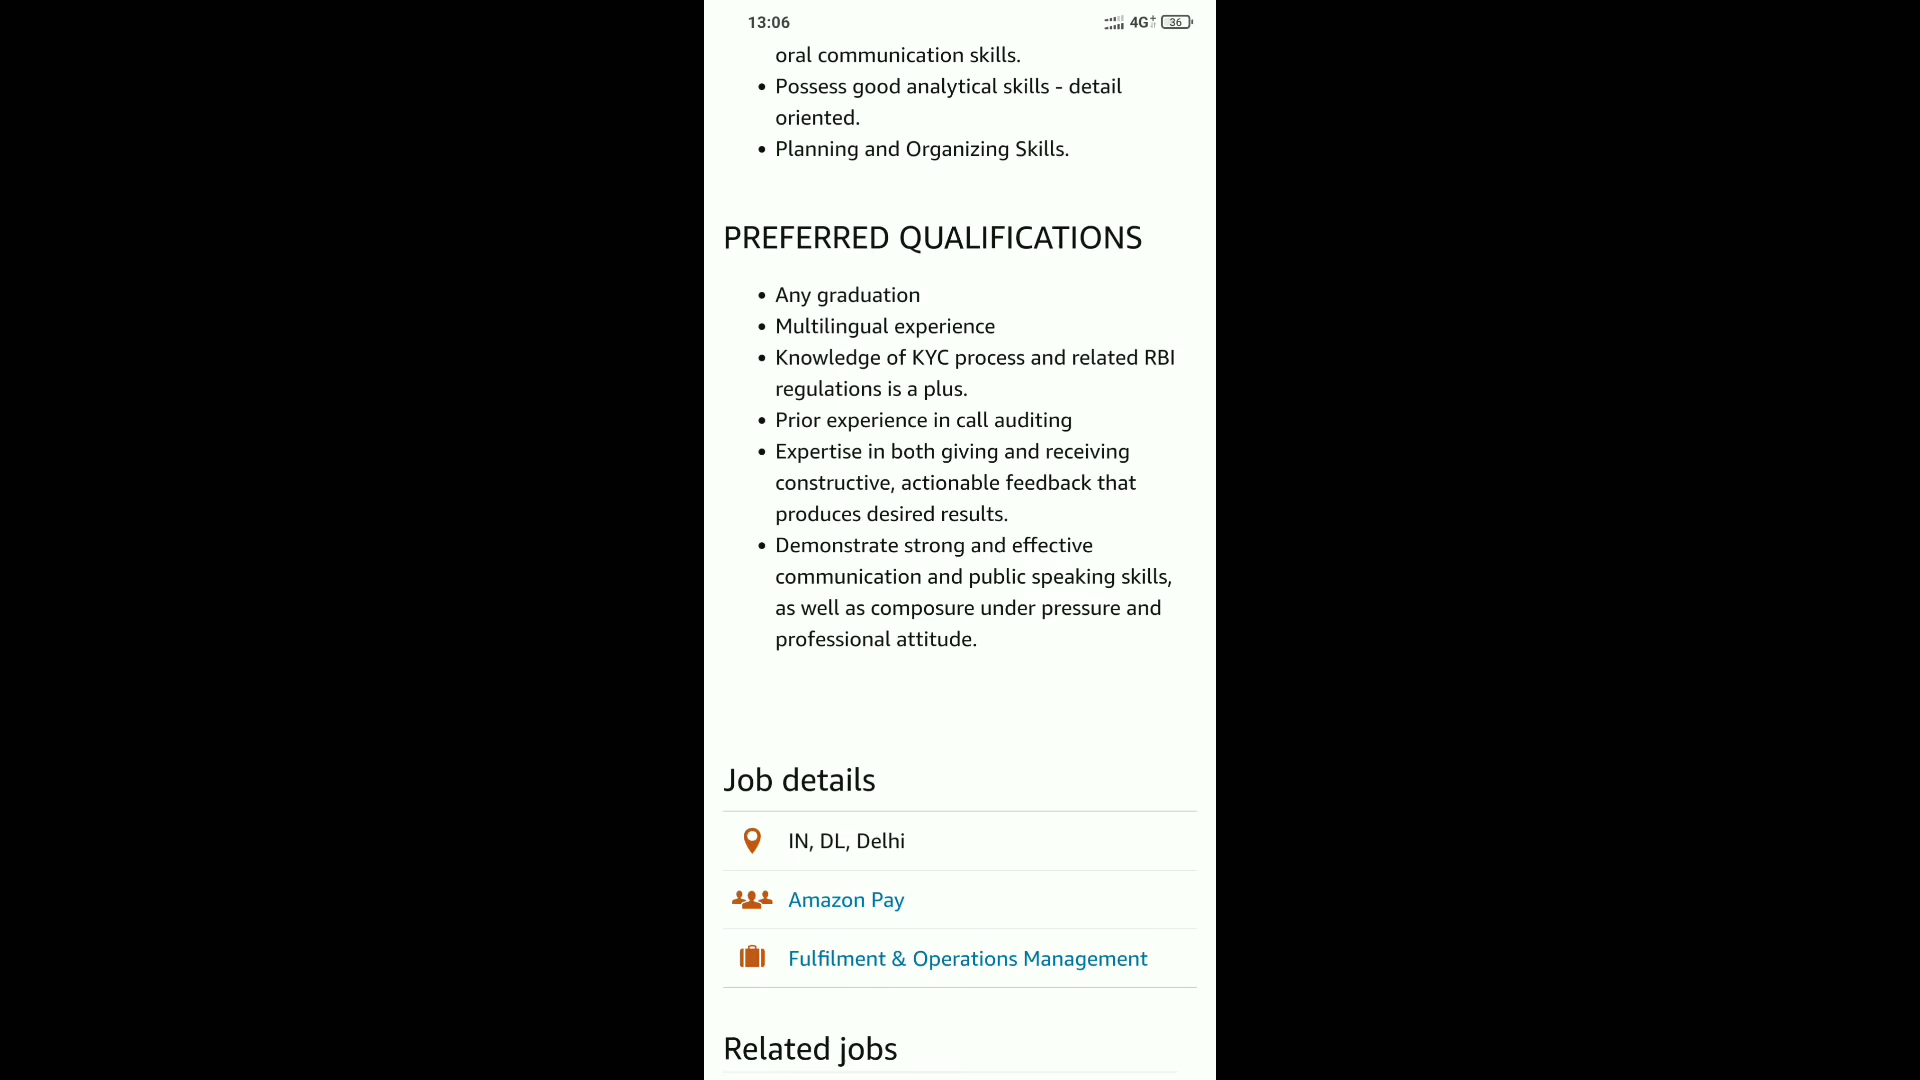 13:06 4G+ 36
oral communication skills.
• Possess good analytical skills - detail
oriented.
• Planning and Organizing Skills.
PREFERRED QUALIFICATIONS
• Any graduation
• Multilingual experience
• Knowledge of KYC process and related RBI
regulations is a plus.
• Prior experience in call auditing
• Expertise in both giving and receiving
constructive, actionable feedback that
produces desired results.
• Demonstrate strong and effective
communication and public speaking skills,
as well as composure under pressure and
professional attitude.
Job details
IN, DL, Delhi
Amazon Pay
Fulfilment & Operations Management
Related jobs